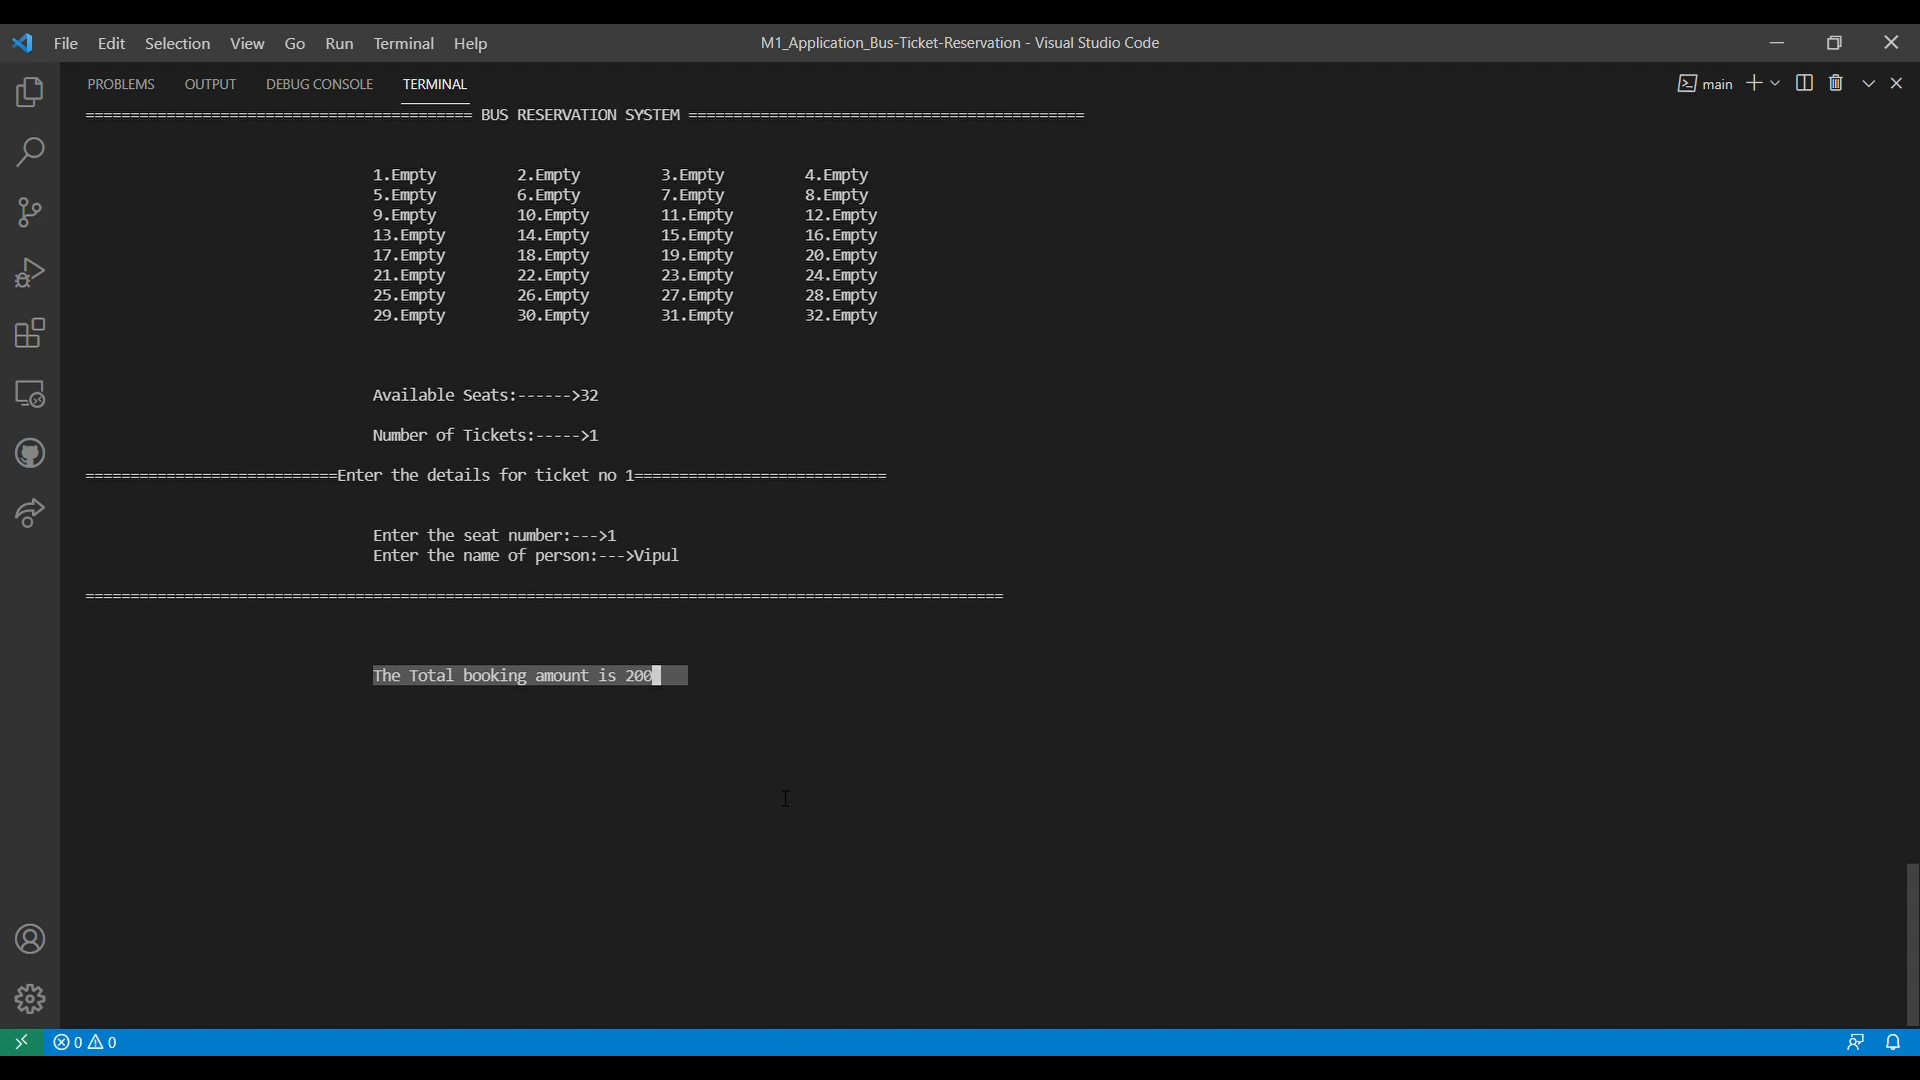 File Edit Selection View Go Run Terminal Help M1_Application_Bus-Ticket-Reservation - Visual Studio Code
PROBLEMS OUTPUT DEBUG CONSOLE TERMINAL main
=========================================== BUS RESERVATION SYSTEM ============================================
1.Empty 2.Empty 3.Empty 4.Empty
5.Empty 6.Empty 7.Empty 8.Empty
9.Empty 10.Empty 11.Empty 12.Empty
13.Empty 14.Empty 15.Empty 16.Empty
17.Empty 18.Empty 19.Empty 20.Empty
21.Empty 22.Empty 23.Empty 24.Empty
25.Empty 26.Empty 27.Empty 28.Empty
29.Empty 30.Empty 31.Empty 32.Empty
Available Seats:------>32
Number of Tickets:----->1
============================Enter the details for ticket no 1============================
Enter the seat number:--->1
Enter the name of person:--->Vipul
======================================================================================================
The Total booking amount is 200
0 0